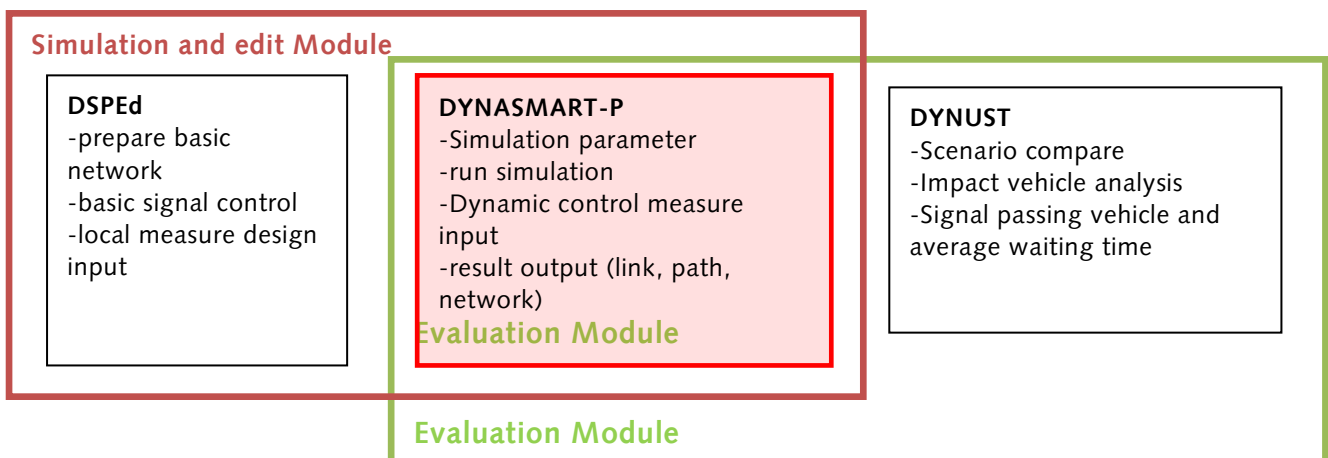 Simulation and edit Module
DSPEd
-prepare basic
network
-basic signal control
-local measure design
input
DYNASMART-P
-Simulation parameter
-run simulation
-Dynamic control measure
input
-result output (link, path,
network)
Evaluation Module
DYNUST
-Scenario compare
-Impact vehicle analysis
-Signal passing vehicle and
average waiting time
Evaluation Module